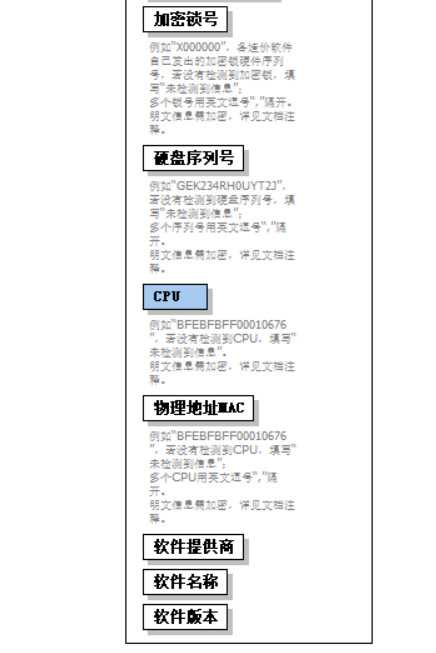 加密锁号
例如"X000000"，各造价软件
自己发出的加密锁硬件序列
号，若没有检测到加密锁，填
写"未检测到信息"；
多个锁号用英文逗号","隔开。
明文信息需加密，详见文档注
释。
硬盘序列号
例如"GEK234RH0UYT2J"，
若没有检测到硬盘序列号，填
写"未检测到信息"；
多个序列号用英文逗号","隔
开。
明文信息需加密，详见文档注
释。
CPU
例如"BFEBFBFF00010676
"，若没有检测到CPU，填写"
未检测到信息"。
明文信息需加密，详见文档注
释。
物理地址MAC
例如"BFEBFBFF00010676
"，若没有检测到CPU，填写"
未检测到信息"；
多个CPU用英文逗号","隔
开。
明文信息需加密，详见文档注
释。
软件提供商
软件名称
软件版本